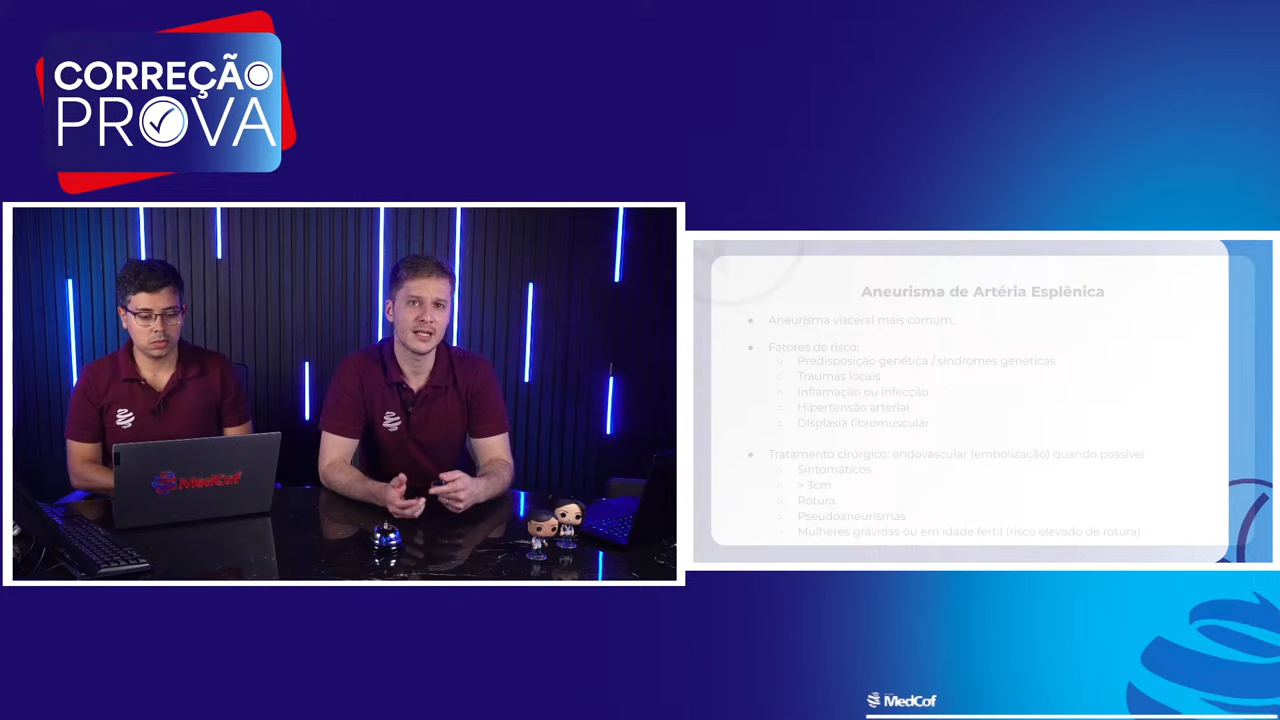 CORREÇÃO
PROVA
MedCof
Aneurisma de Artéria Esplênica
Aneurisma visceral mais comum.
Fatores de risco:
Predisposição genética / síndromes genéticas
Traumas locais
Inflamação ou infecção
Hipertensão arterial
Displasia fibromuscular
Tratamento cirúrgico: endovascular (embolização) quando possível
Sintomáticos
> 3cm
Rotura
Pseudoaneurismas
Mulheres grávidas ou em idade fértil (risco elevado de rotura)
MedCof